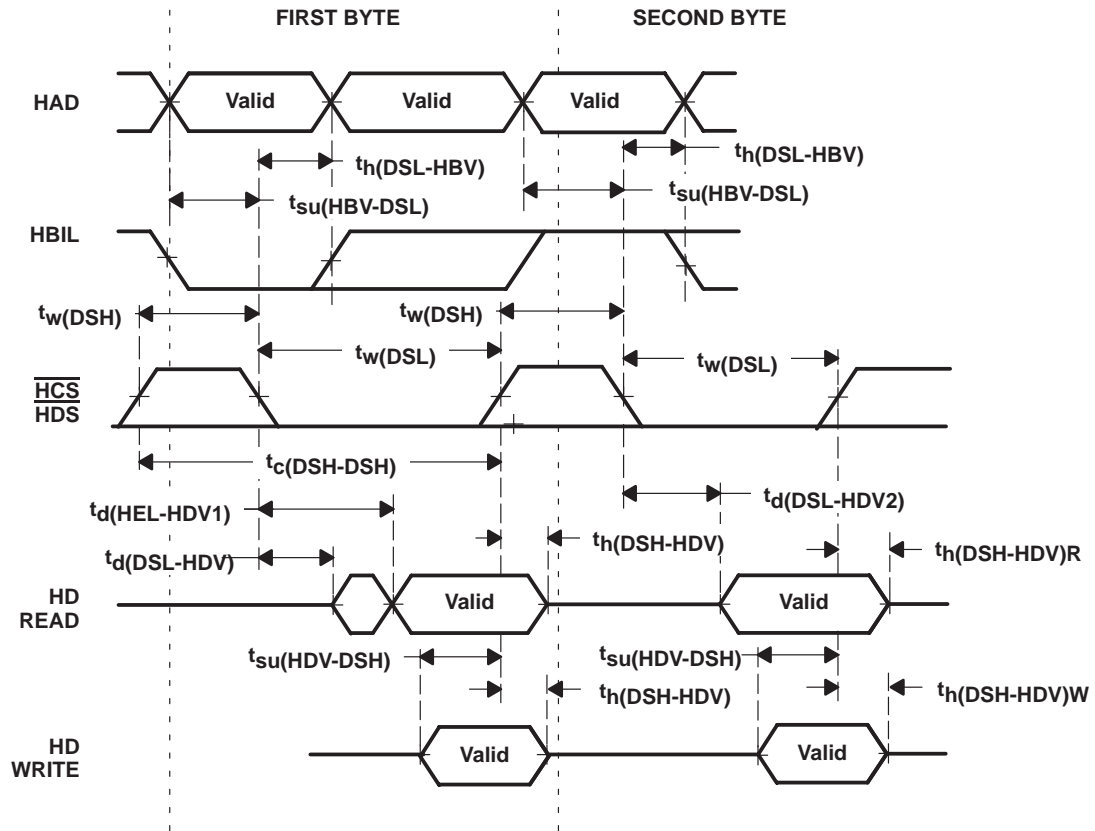 FIRST BYTE
SECOND BYTE
HAD
Valid
Valid
Valid
th(DSL-HBV)
th(DSL-HBV)
tsu(HBV-DSL)
tsu(HBV-DSL)
HBIL
tw(DSH)
tw(DSH)
tw(DSL)
tw(DSL)
HCS
HDS
tc(DSH-DSH)
td(HEL-HDV1)
td(DSL-HDV2)
td(DSL-HDV)
th(DSH-HDV)
th(DSH-HDV)R
HD
READ
Valid
Valid
tsu(HDV-DSH)
tsu(HDV-DSH)
th(DSH-HDV)
th(DSH-HDV)W
HD
WRITE
Valid
Valid